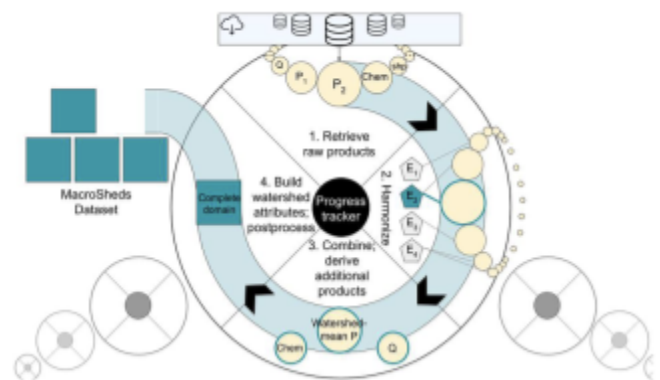 Q
P₁
P₂
Chem
shp
1. Retrieve
raw products
2. Harmonize
E₁
E₂
E₃
E₄
Progress
tracker
4. Build
watershed
attributes;
postprocess
Complete
domain
MacroSheds
Dataset
3. Combine;
derive
additional
products
Watershed-
mean P
Chem
Q